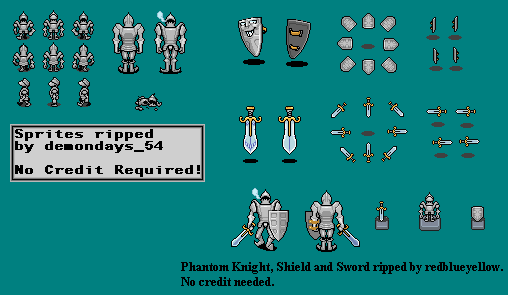 Sprites ripped
by demondays_54
No Credit Required!
Phantom Knight, Shield and Sword ripped by redblueyellow.
No credit needed.